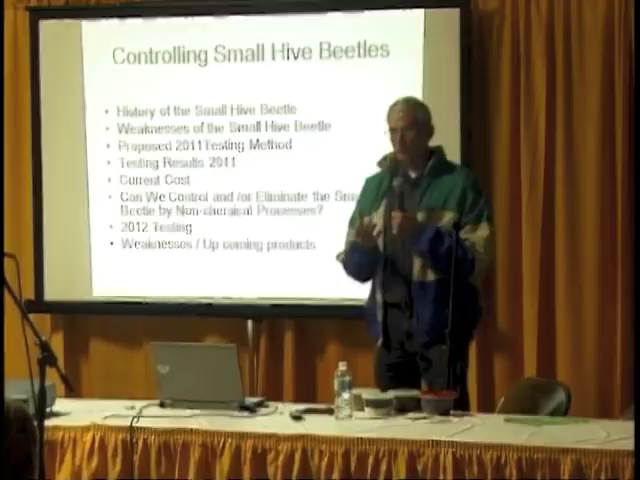 Controlling Small Hive Beetles
• History of the Small Hive Beetle
• Weaknesses of the Small Hive Beetle
• Proposed 2011Testing Method
• Testing Results 2011
• Current Cost
• Can We Control and /or Eliminate the Sma
Beetle by Non-chemical Processes?
• 2012 Testing
• Weaknesses / Up coming products